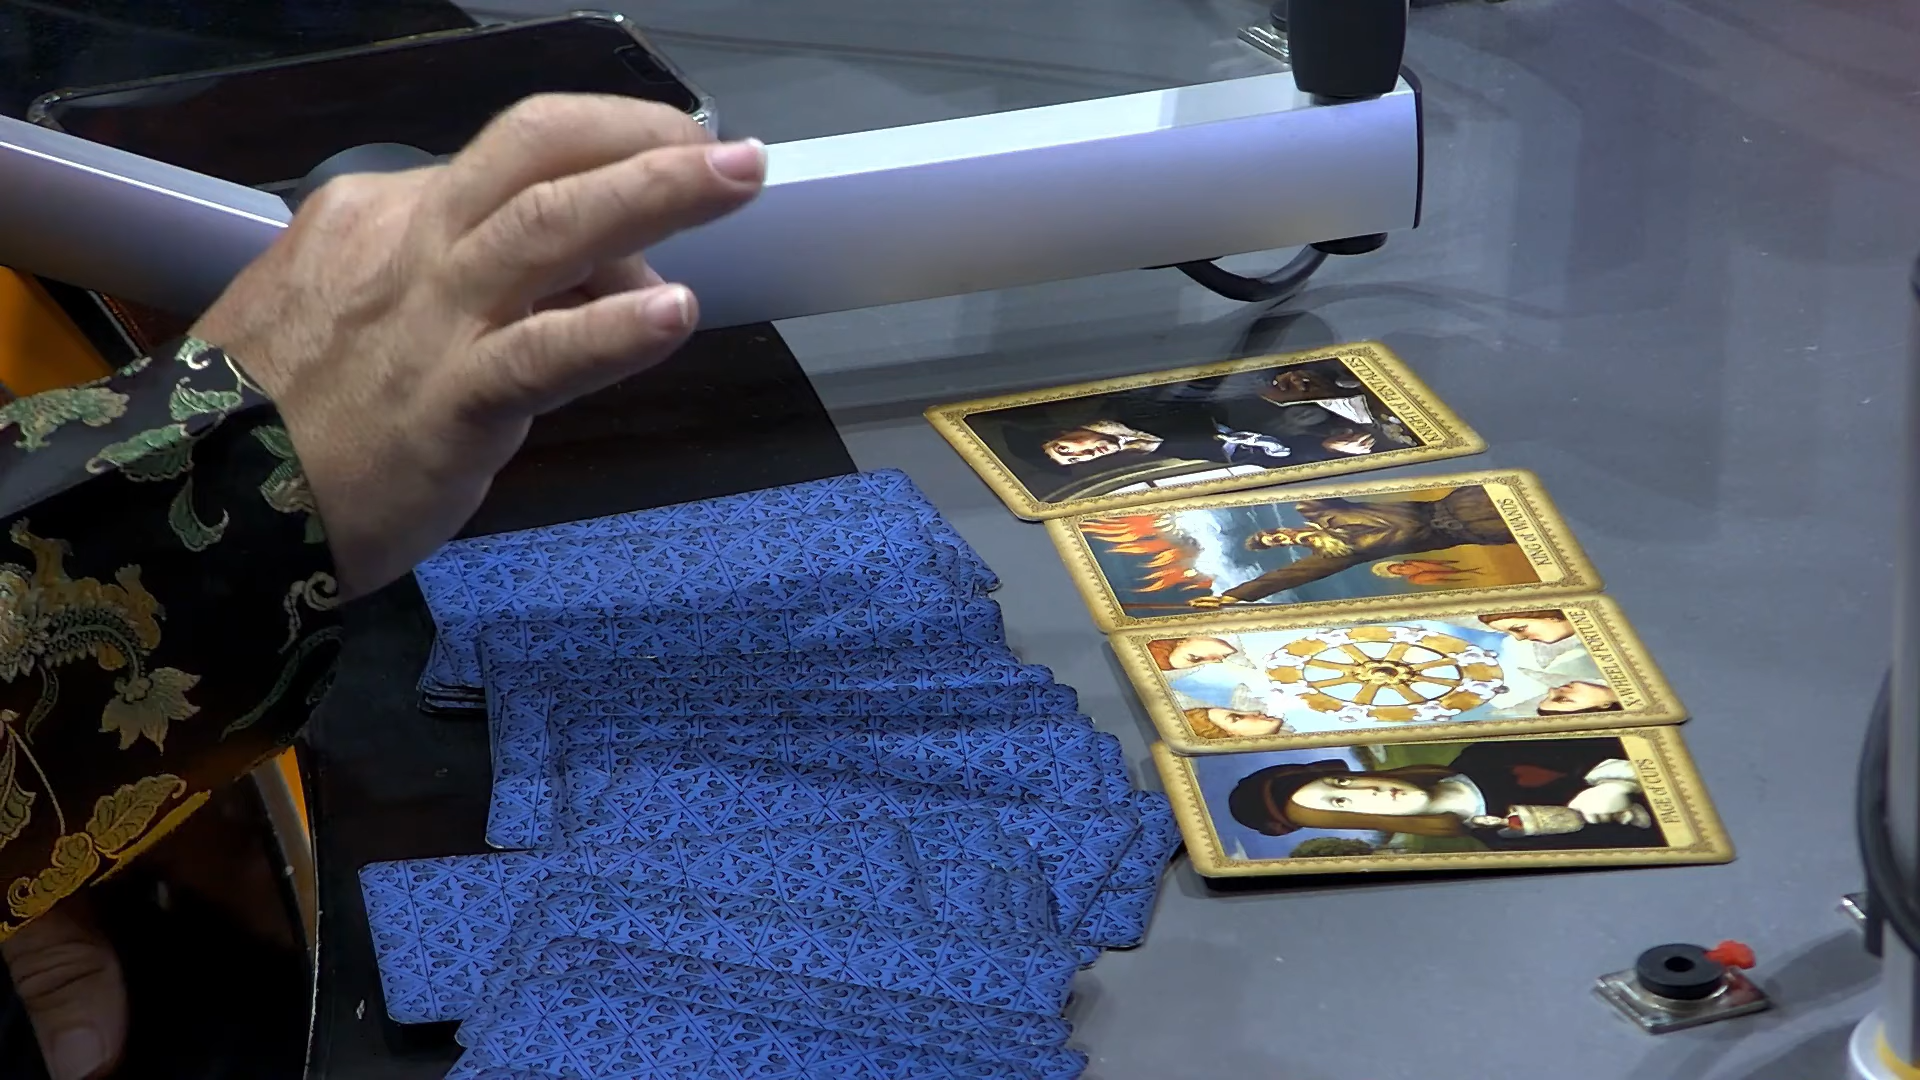 KNIGHT of PENTACLES
KING of WANDS
X • WHEEL of FORTUNE
PAGE of CUPS